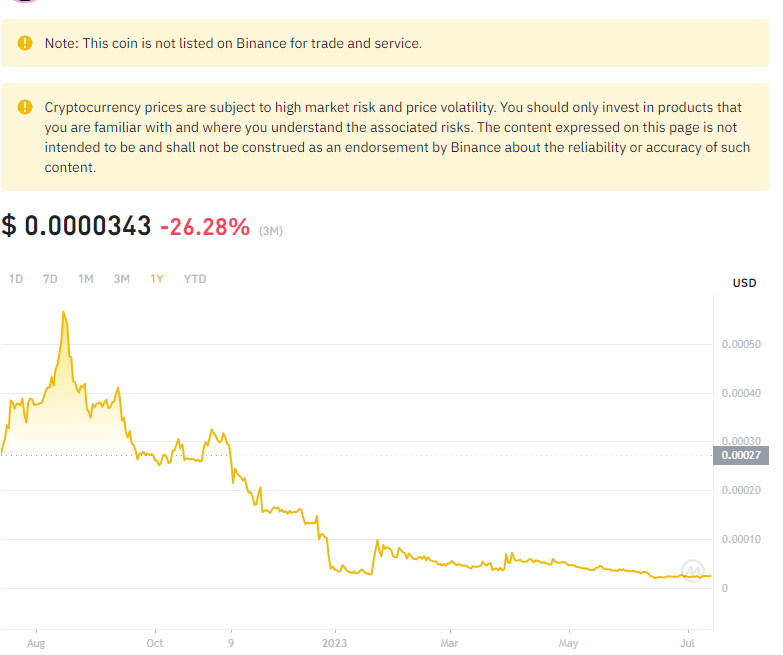 Note: This coin is not listed on Binance for trade and service.
Cryptocurrency prices are subject to high market risk and price volatility. You should only invest in products that
you are familiar with and where you understand the associated risks. The content expressed on this page is not
intended to be and shall not be construed as an endorsement by Binance about the reliability or accuracy of such
content.
$ 0.0000343 -26.28% (3M)
1D 7D 1M 3M 1Y YTD
USD
0.00050
0.00040
0.00030
0.00027
0.00020
0.00010
0
Aug Oct 9 2023 Mar May Jul